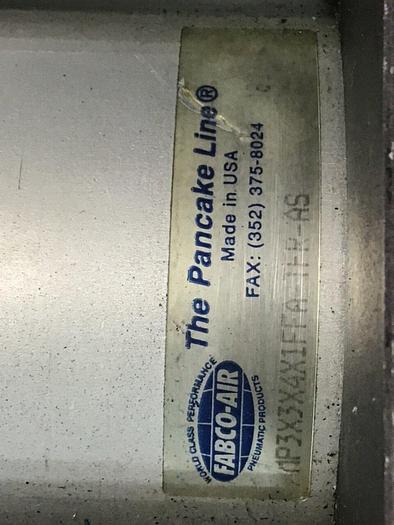 The Pancake Line®
Made in USA
FAX: (352) 375-8024
WORLD CLASS PERFORMANCE
FABCO-AIR
PNEUMATIC PRODUCTS